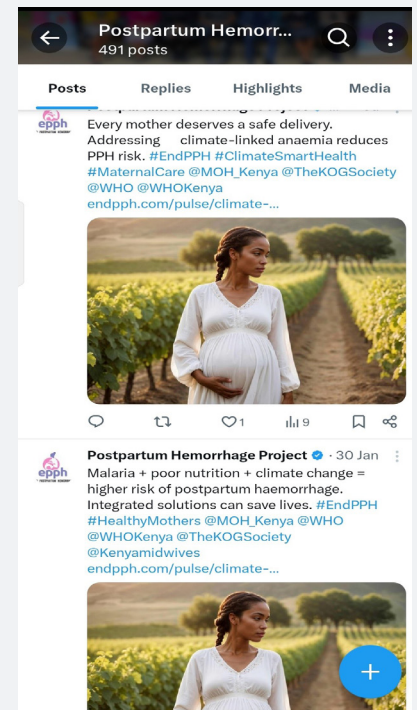 Postpartum Hemorr...
491 posts
Posts Replies Highlights Media
epph
Every mother deserves a safe delivery.
Addressing climate-linked anaemia reduces
PPH risk. #EndPPH #ClimateSmartHealth
#MaternalCare @MOH_Kenya @TheKOGSociety
@WHO @WHOKenya
endpph.com/pulse/climate-...
1 9
epph
Postpartum Hemorrhage Project · 30 Jan
Malaria + poor nutrition + climate change =
higher risk of postpartum haemorrhage.
Integrated solutions can save lives. #EndPPH
#HealthyMothers @MOH_Kenya @WHO
@WHOKenya @TheKOGSociety
@Kenyamidwives
endpph.com/pulse/climate-...